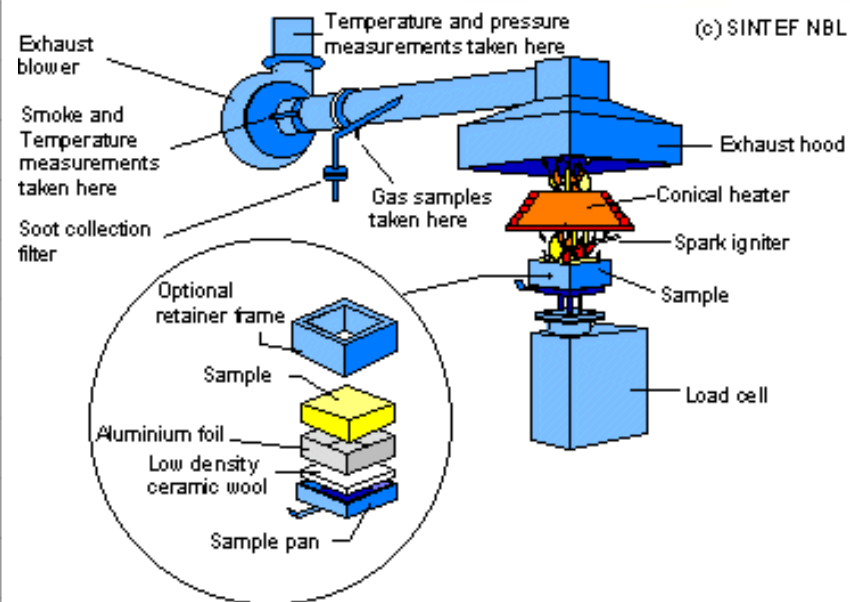 Temperature and pressure
measurements taken here
(c) SINTEF NBL
Exhaust
blower
Smoke and
Temperature
measurements
taken here
Exhaust hood
Gas samples
taken here
Conical heater
Soot collection
filter
Spark igniter
Sample
Optional
retainer frame
Sample
Load cell
Aluminium foil
Low density
ceramic wool
Sample pan